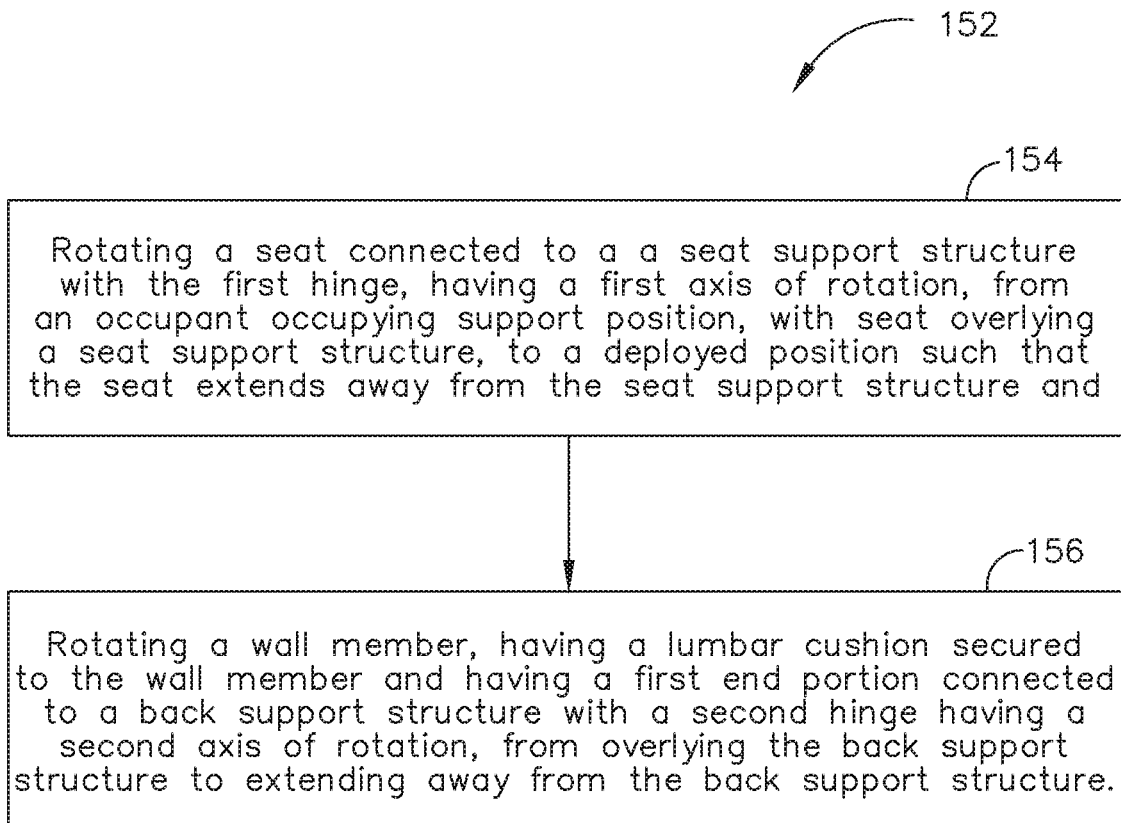 152
154
Rotating a seat connected to a a seat support structure
with the first hinge, having a first axis of rotation, from
an occupant occupying support position, with seat overlying
a seat support structure, to a deployed position such that
the seat extends away from the seat support structure and
156
Rotating a wall member, having a lumbar cushion secured
to the wall member and having a first end portion connected
to a back support structure with a second hinge having a
second axis of rotation, from overlying the back support
structure to extending away from the back support structure.